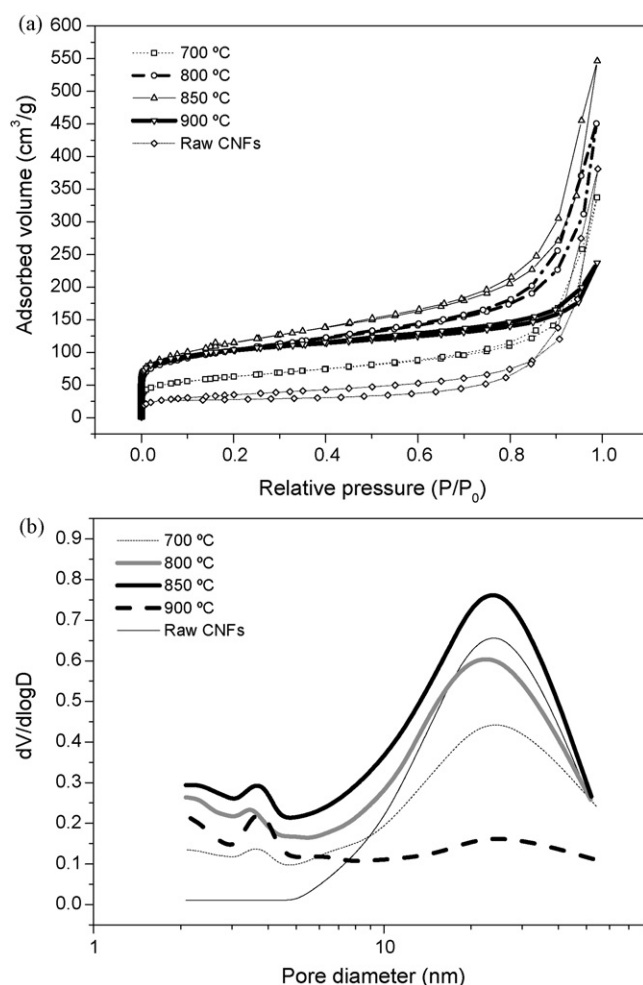 (a)
600
550
500
450
400
350
300
250
200
150
100
50
0
Adsorbed volume (cm³/g)
700 ºC
800 ºC
850 ºC
900 ºC
Raw CNFs
0.0 0.2 0.4 0.6 0.8 1.0
Relative pressure (P/P₀)
(b)
0.9
0.8
0.7
0.6
0.5
0.4
0.3
0.2
0.1
0.0
dV/dlogD
700 ºC
800 ºC
850 ºC
900 ºC
Raw CNFs
1 10
Pore diameter (nm)